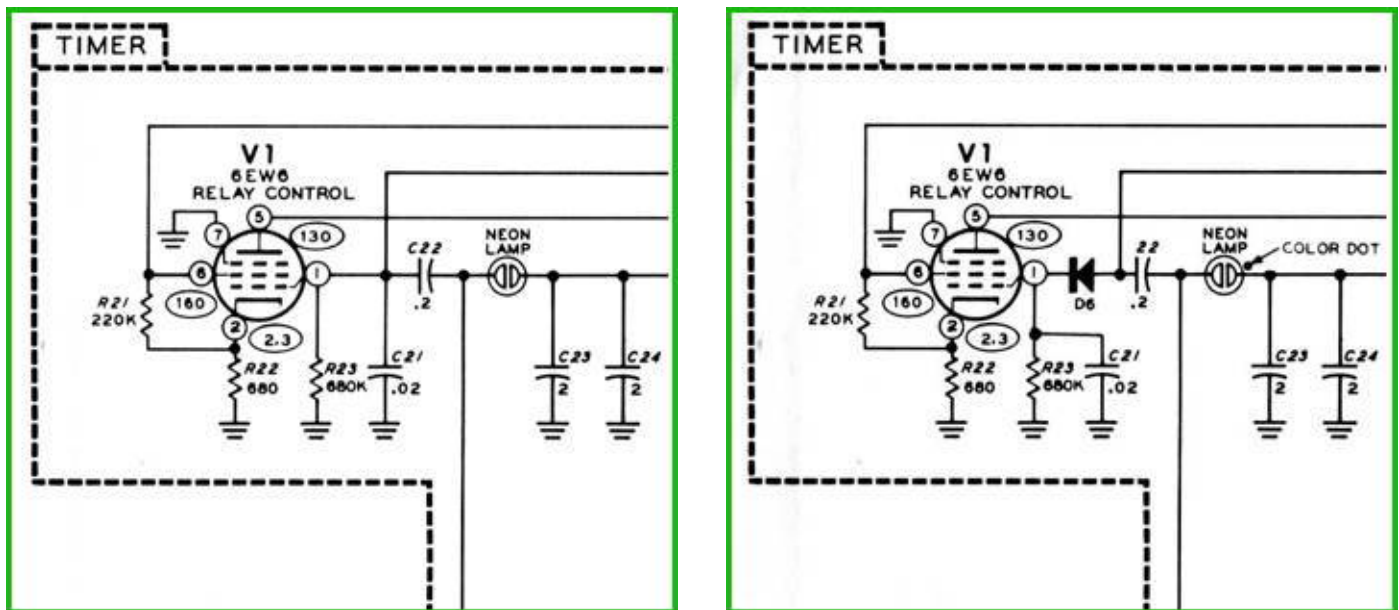 TIMER
V1
6EW6
RELAY CONTROL
5
7
130
NEON
LAMP
C22
6
1
160
.2
R21
220K
2
2.3
R22
680
R23
680K
C21
.02
C23
2
C24
2
TIMER
V1
6EW6
RELAY CONTROL
5
7
130
NEON
LAMP
COLOR DOT
22
6
1
160
D6
.2
R21
220K
2
2.3
R22
680
R23
680K
C21
.02
C23
2
C24
2